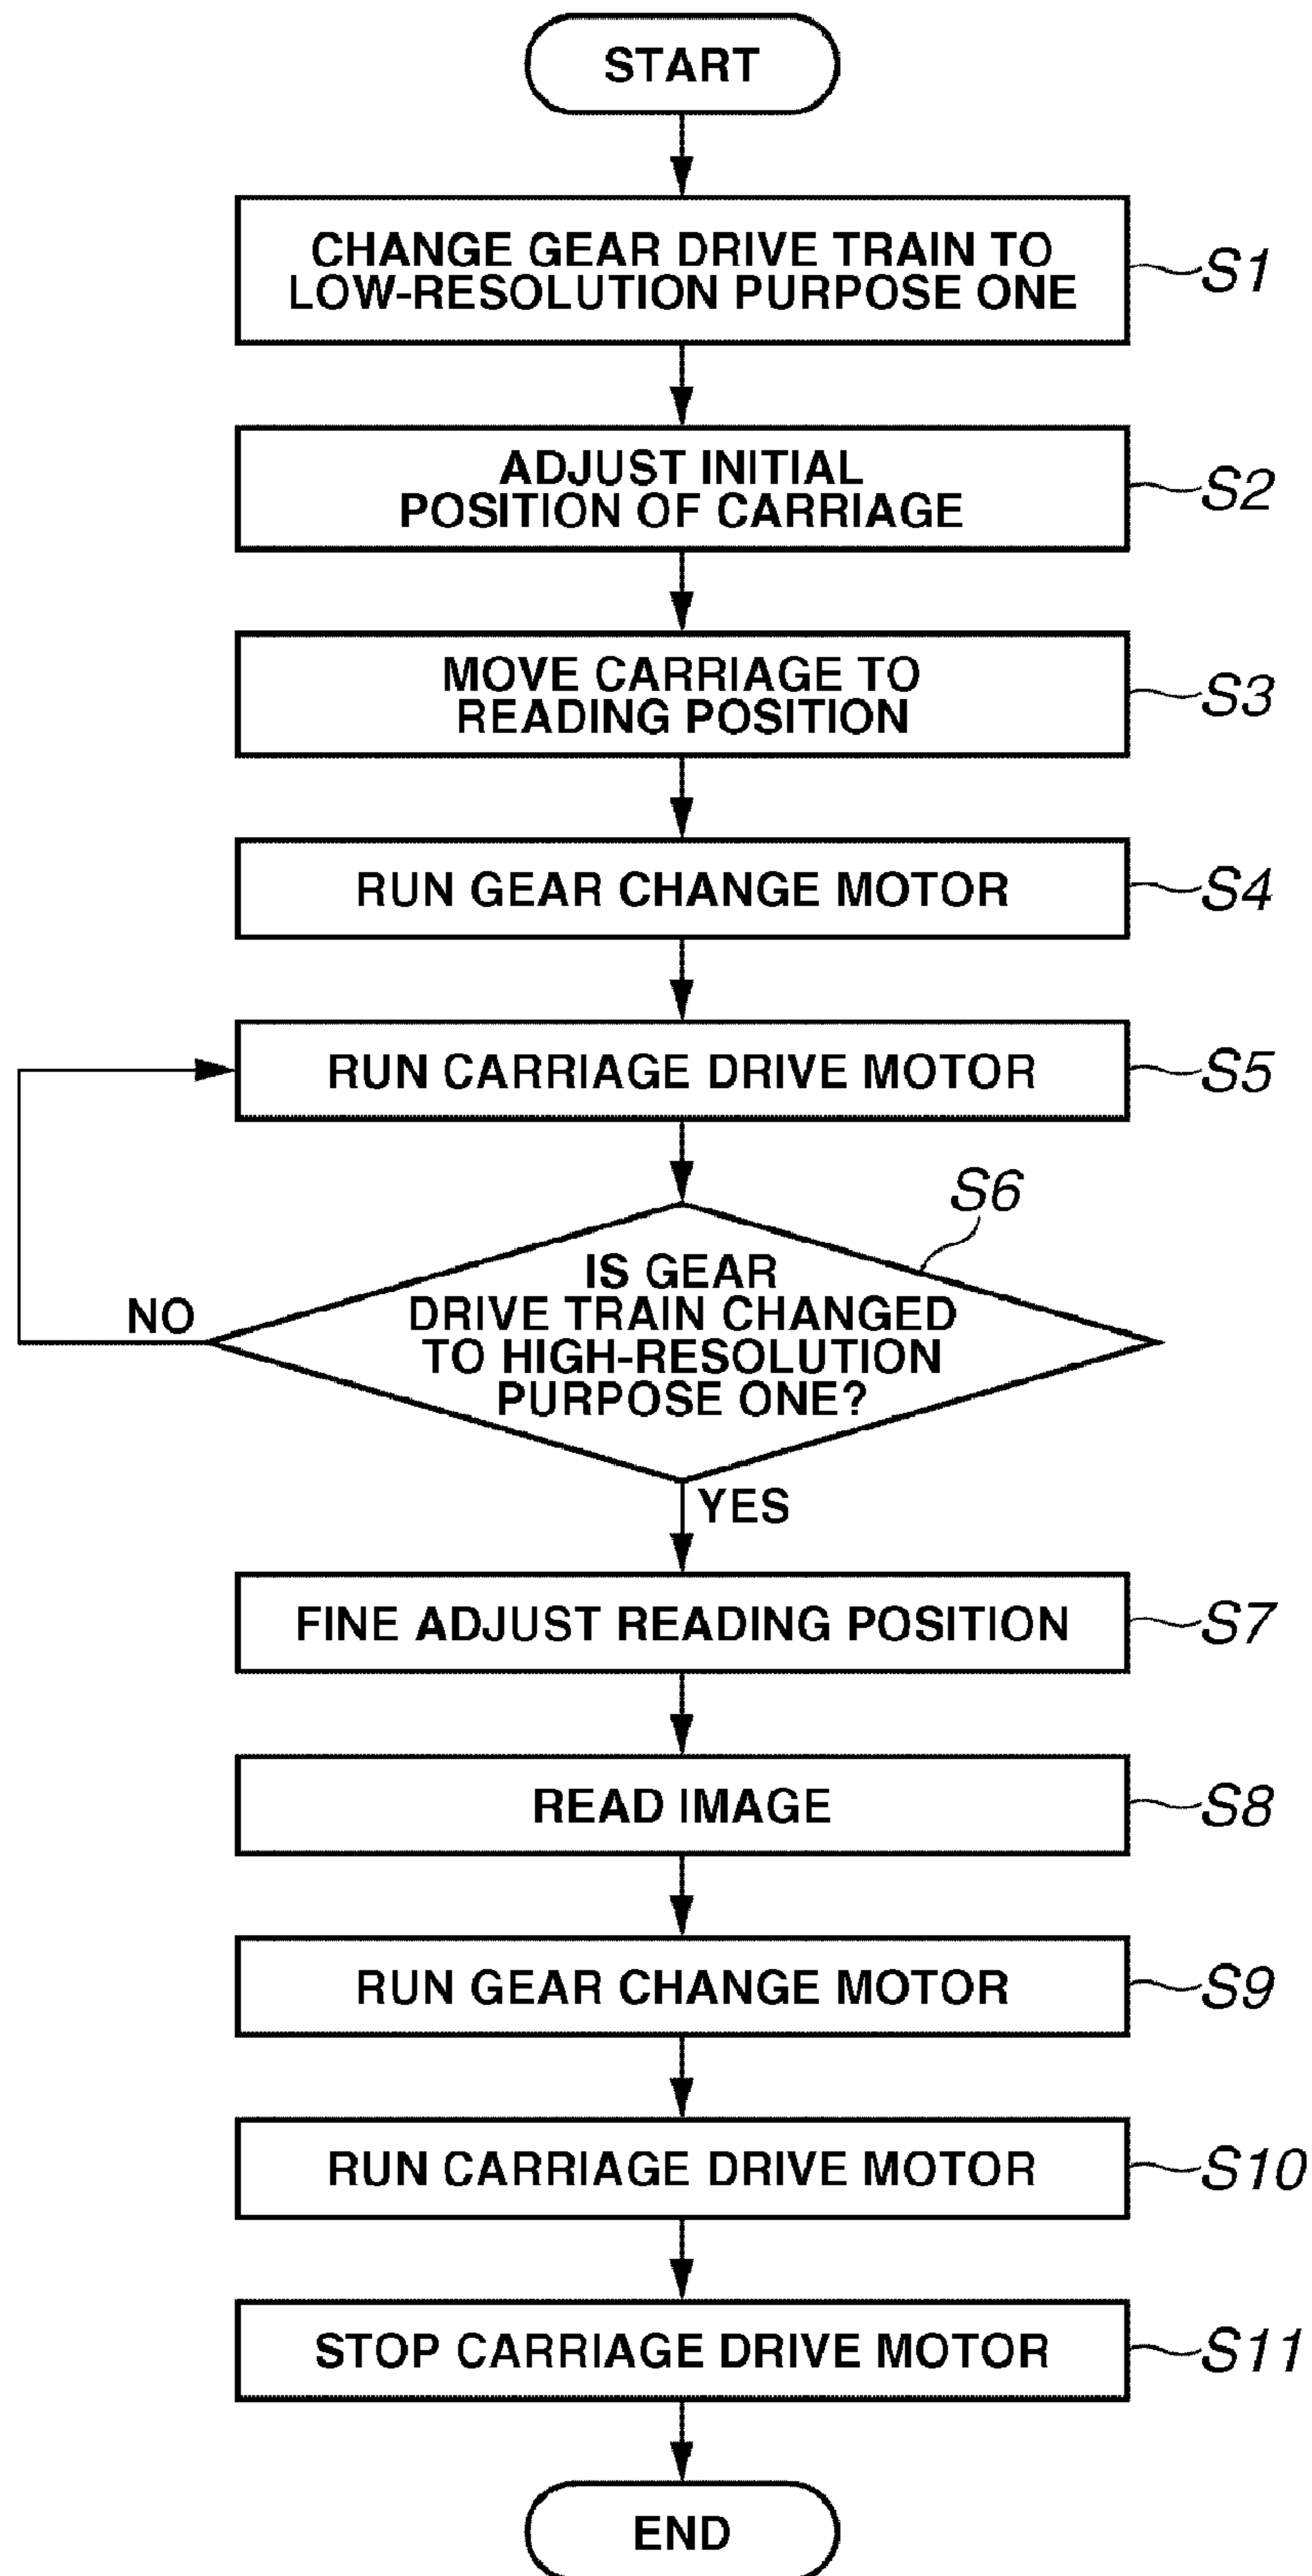 START
CHANGE GEAR DRIVE TRAIN TO
LOW-RESOLUTION PURPOSE ONE
S1
ADJUST INITIAL
POSITION OF CARRIAGE
S2
MOVE CARRIAGE TO
READING POSITION
S3
RUN GEAR CHANGE MOTOR
S4
RUN CARRIAGE DRIVE MOTOR
S5
S6
IS GEAR
DRIVE TRAIN CHANGED
TO HIGH-RESOLUTION
PURPOSE ONE?
NO
YES
FINE ADJUST READING POSITION
S7
READ IMAGE
S8
RUN GEAR CHANGE MOTOR
S9
RUN CARRIAGE DRIVE MOTOR
S10
STOP CARRIAGE DRIVE MOTOR
S11
END